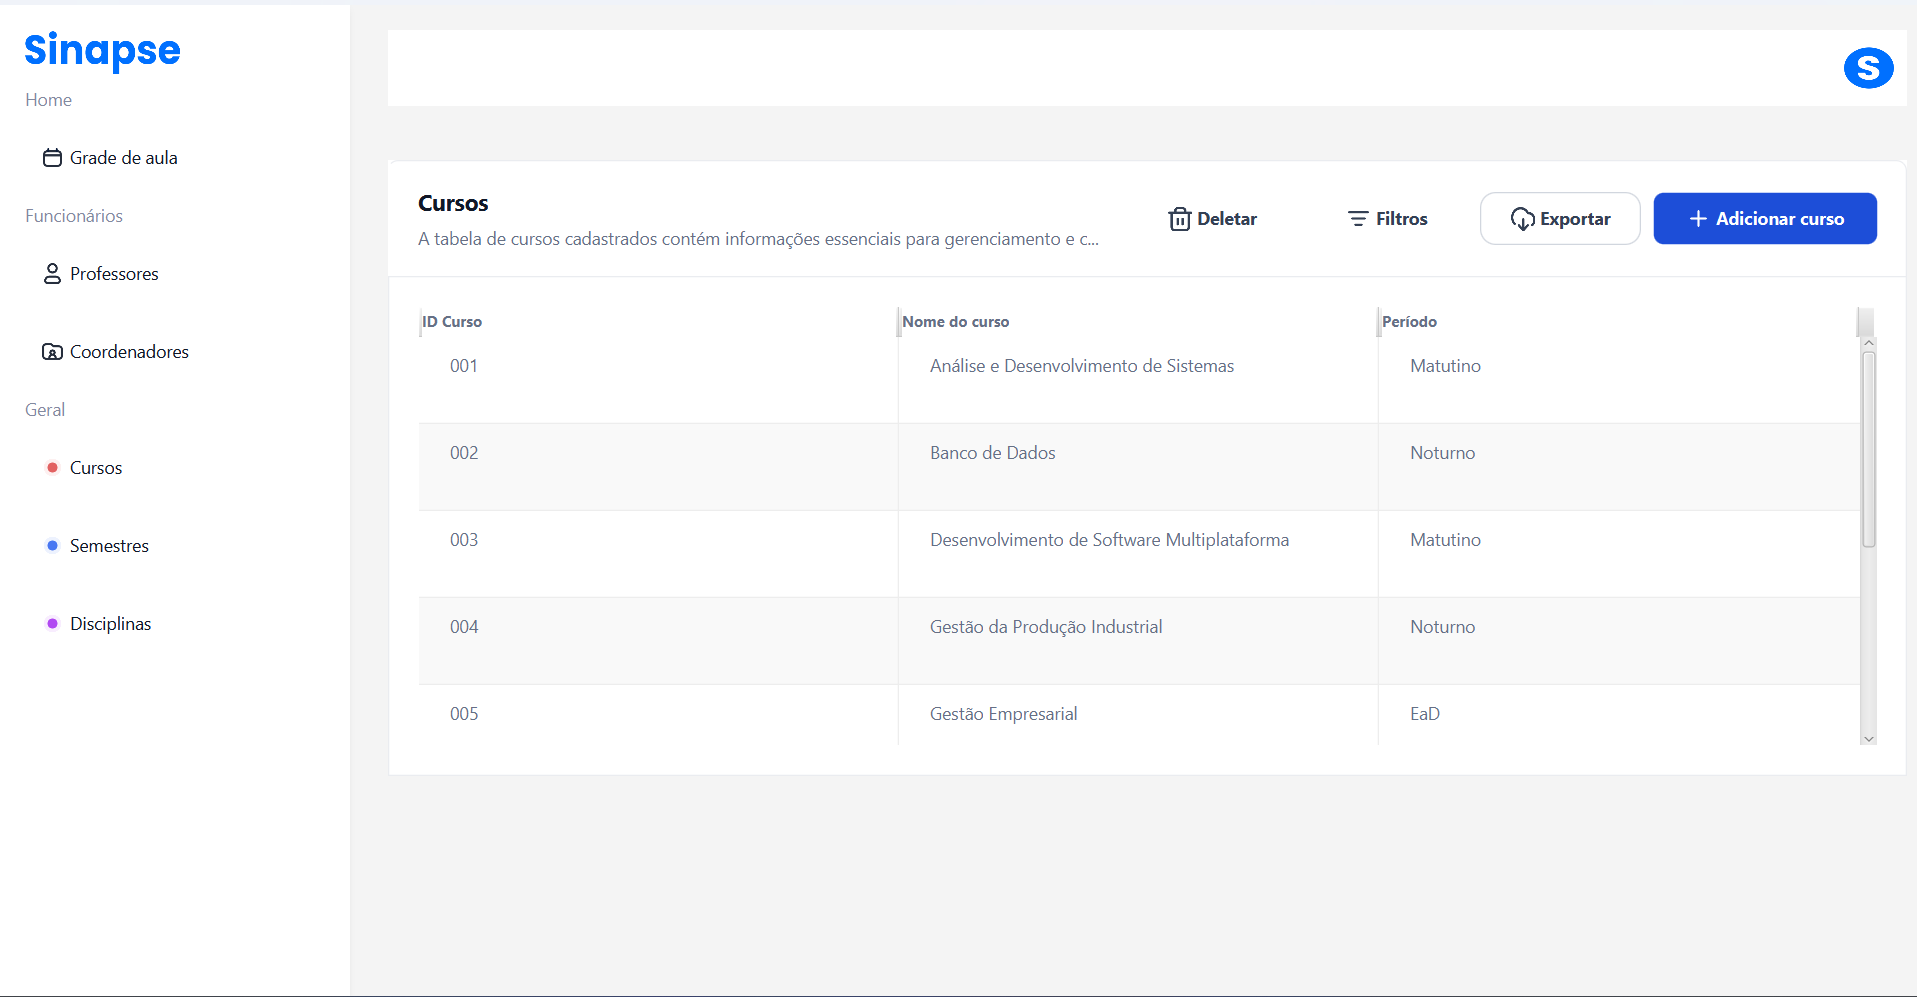 Sinapse
Home
Grade de aula
Funcionários
Professores
Coordenadores
Geral
Cursos
Semestres
Disciplinas
S
Cursos
A tabela de cursos cadastrados contém informações essenciais para gerenciamento e c...
Deletar
Filtros
Exportar
+ Adicionar curso
ID Curso Nome do curso Período
001 Análise e Desenvolvimento de Sistemas Matutino
002 Banco de Dados Noturno
003 Desenvolvimento de Software Multiplataforma Matutino
004 Gestão da Produção Industrial Noturno
005 Gestão Empresarial EaD